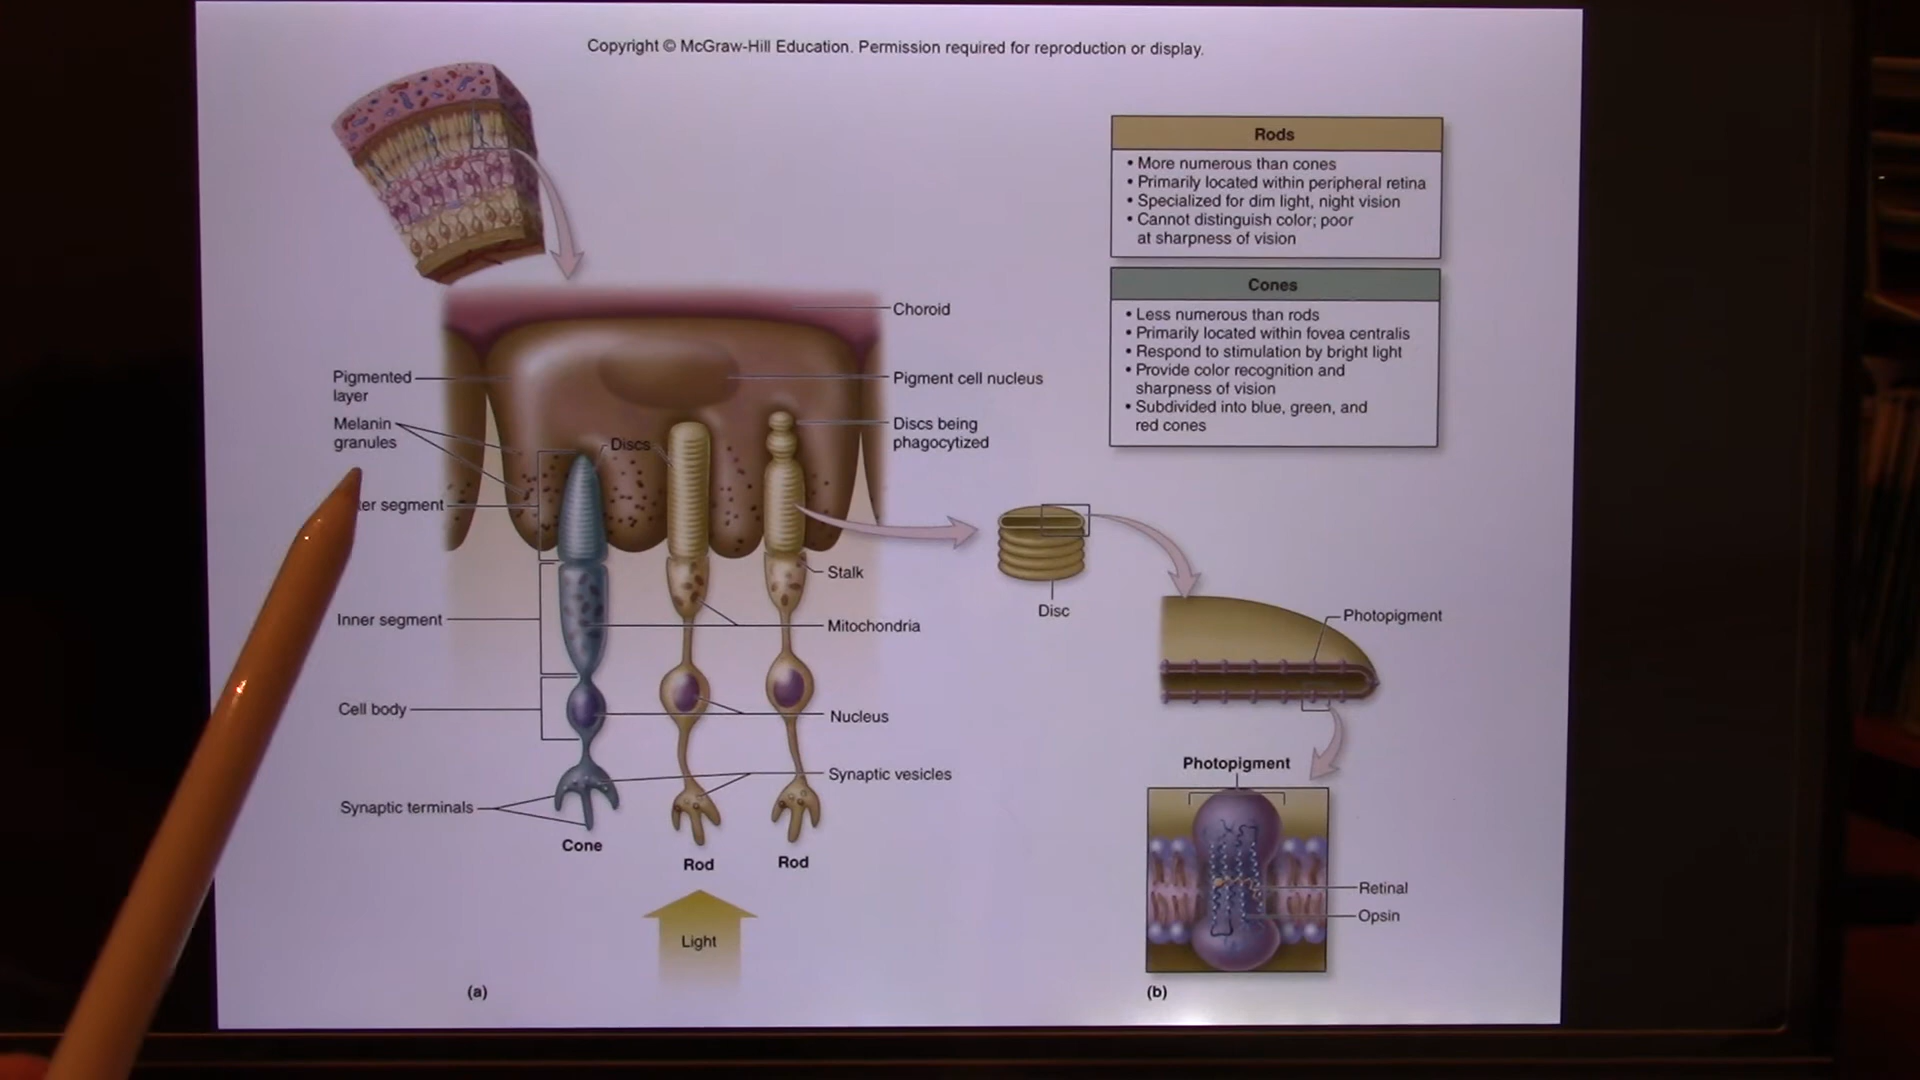 Copyright © McGraw-Hill Education. Permission required for reproduction or display.
Rods
• More numerous than cones
• Primarily located within peripheral retina
• Specialized for dim light, night vision
• Cannot distinguish color; poor
at sharpness of vision
Cones
• Less numerous than rods
• Primarily located within fovea centralis
• Respond to stimulation by bright light
• Provide color recognition and
sharpness of vision
• Subdivided into blue, green, and
red cones
Choroid
Pigmented
layer
Pigment cell nucleus
Melanin
granules
Discs
Discs being
phagocytized
segment
Stalk
Inner segment
Mitochondria
Cell body
Nucleus
Synaptic vesicles
Synaptic terminals
Cone
Rod
Rod
Light
(a)
Disc
Photopigment
Photopigment
Retinal
Opsin
(b)